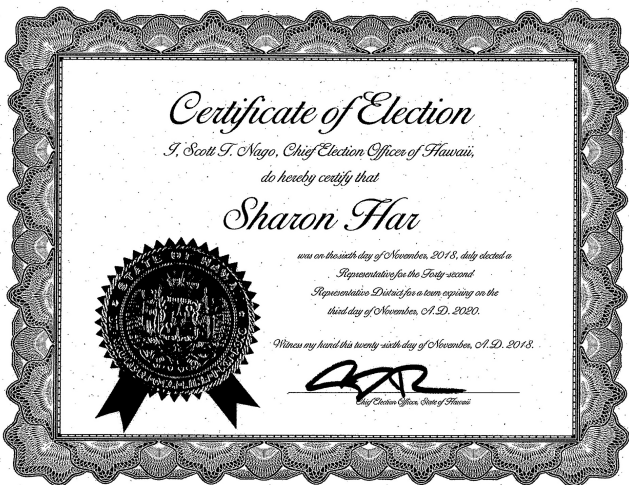 Certificate of Election
I, Scott T. Nago, Chief Election Officer of Hawaii,
do hereby certify that
Sharon Har
was on the sixth day of November, 2018, duly elected a
Representative for the Forty-second
Representative District for a term expiring on the
third day of November, A.D. 2020.
STATE OF HAWAII
Witness my hand this twenty-sixth day of November, A.D. 2018.
Chief Election Officer, State of Hawaii